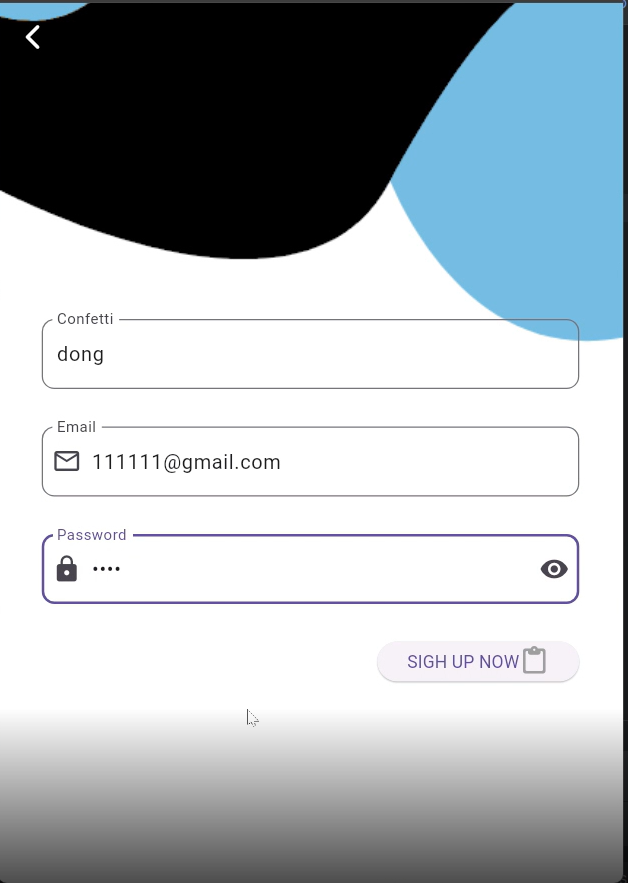 Confetti
dong
Email
111111@gmail.com
Password
••••
SIGH UP NOW